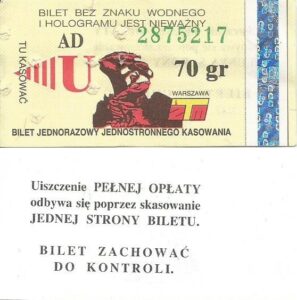 BILET BEZ ZNAKU WODNEGO
I HOLOGRAMU JEST NIEWAŻNY
TU KASOWAĆ
AD
2875217
U
70 gr
WARSZAWA
ZTM
BILET JEDNORAZOWY JEDNOSTRONNEGO KASOWANIA
Uiszczenie PEŁNEJ OPŁATY
odbywa się poprzez skasowanie
JEDNEJ STRONY BILETU.
BILET ZACHOWAĆ
DO KONTROLI.